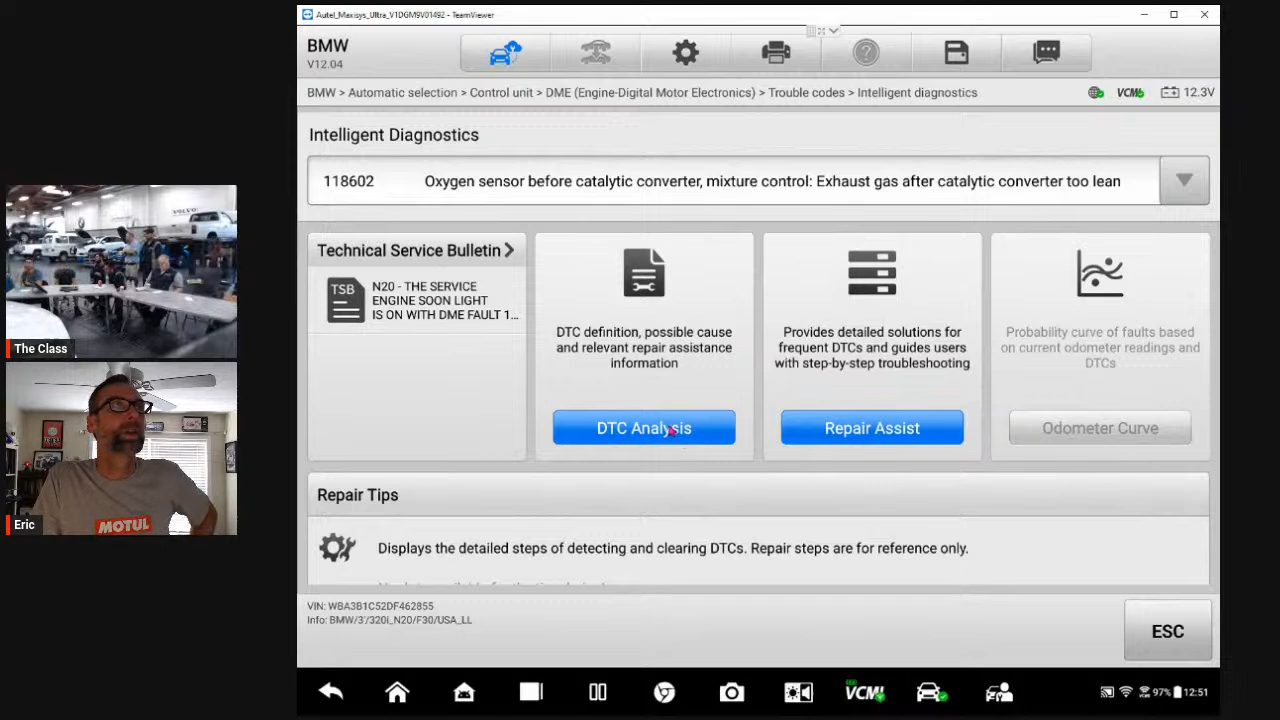 Autel_Maxisys_Ultra_V1DGM9V01492 - TeamViewer
BMW
V12.04
BMW > Automatic selection > Control unit > DME (Engine-Digital Motor Electronics) > Trouble codes > Intelligent diagnostics
VCMI
12.3V
Intelligent Diagnostics
118602 Oxygen sensor before catalytic converter, mixture control: Exhaust gas after catalytic converter too lean
Technical Service Bulletin
TSB
N20 - THE SERVICE
ENGINE SOON LIGHT
IS ON WITH DME FAULT 1...
DTC definition, possible cause
and relevant repair assistance
information
DTC Analysis
Provides detailed solutions for
frequent DTCs and guides users
with step-by-step troubleshooting
Repair Assist
Probability curve of faults based
on current odometer readings and
DTCs
Odometer Curve
Repair Tips
Displays the detailed steps of detecting and clearing DTCs. Repair steps are for reference only.
VIN: WBA3B1C52DF462855
Info: BMW/3'/320i_N20/F30/USA_LL
ESC
VCMI
97% 12:51
VOLVO
The Class
MOTUL
Eric